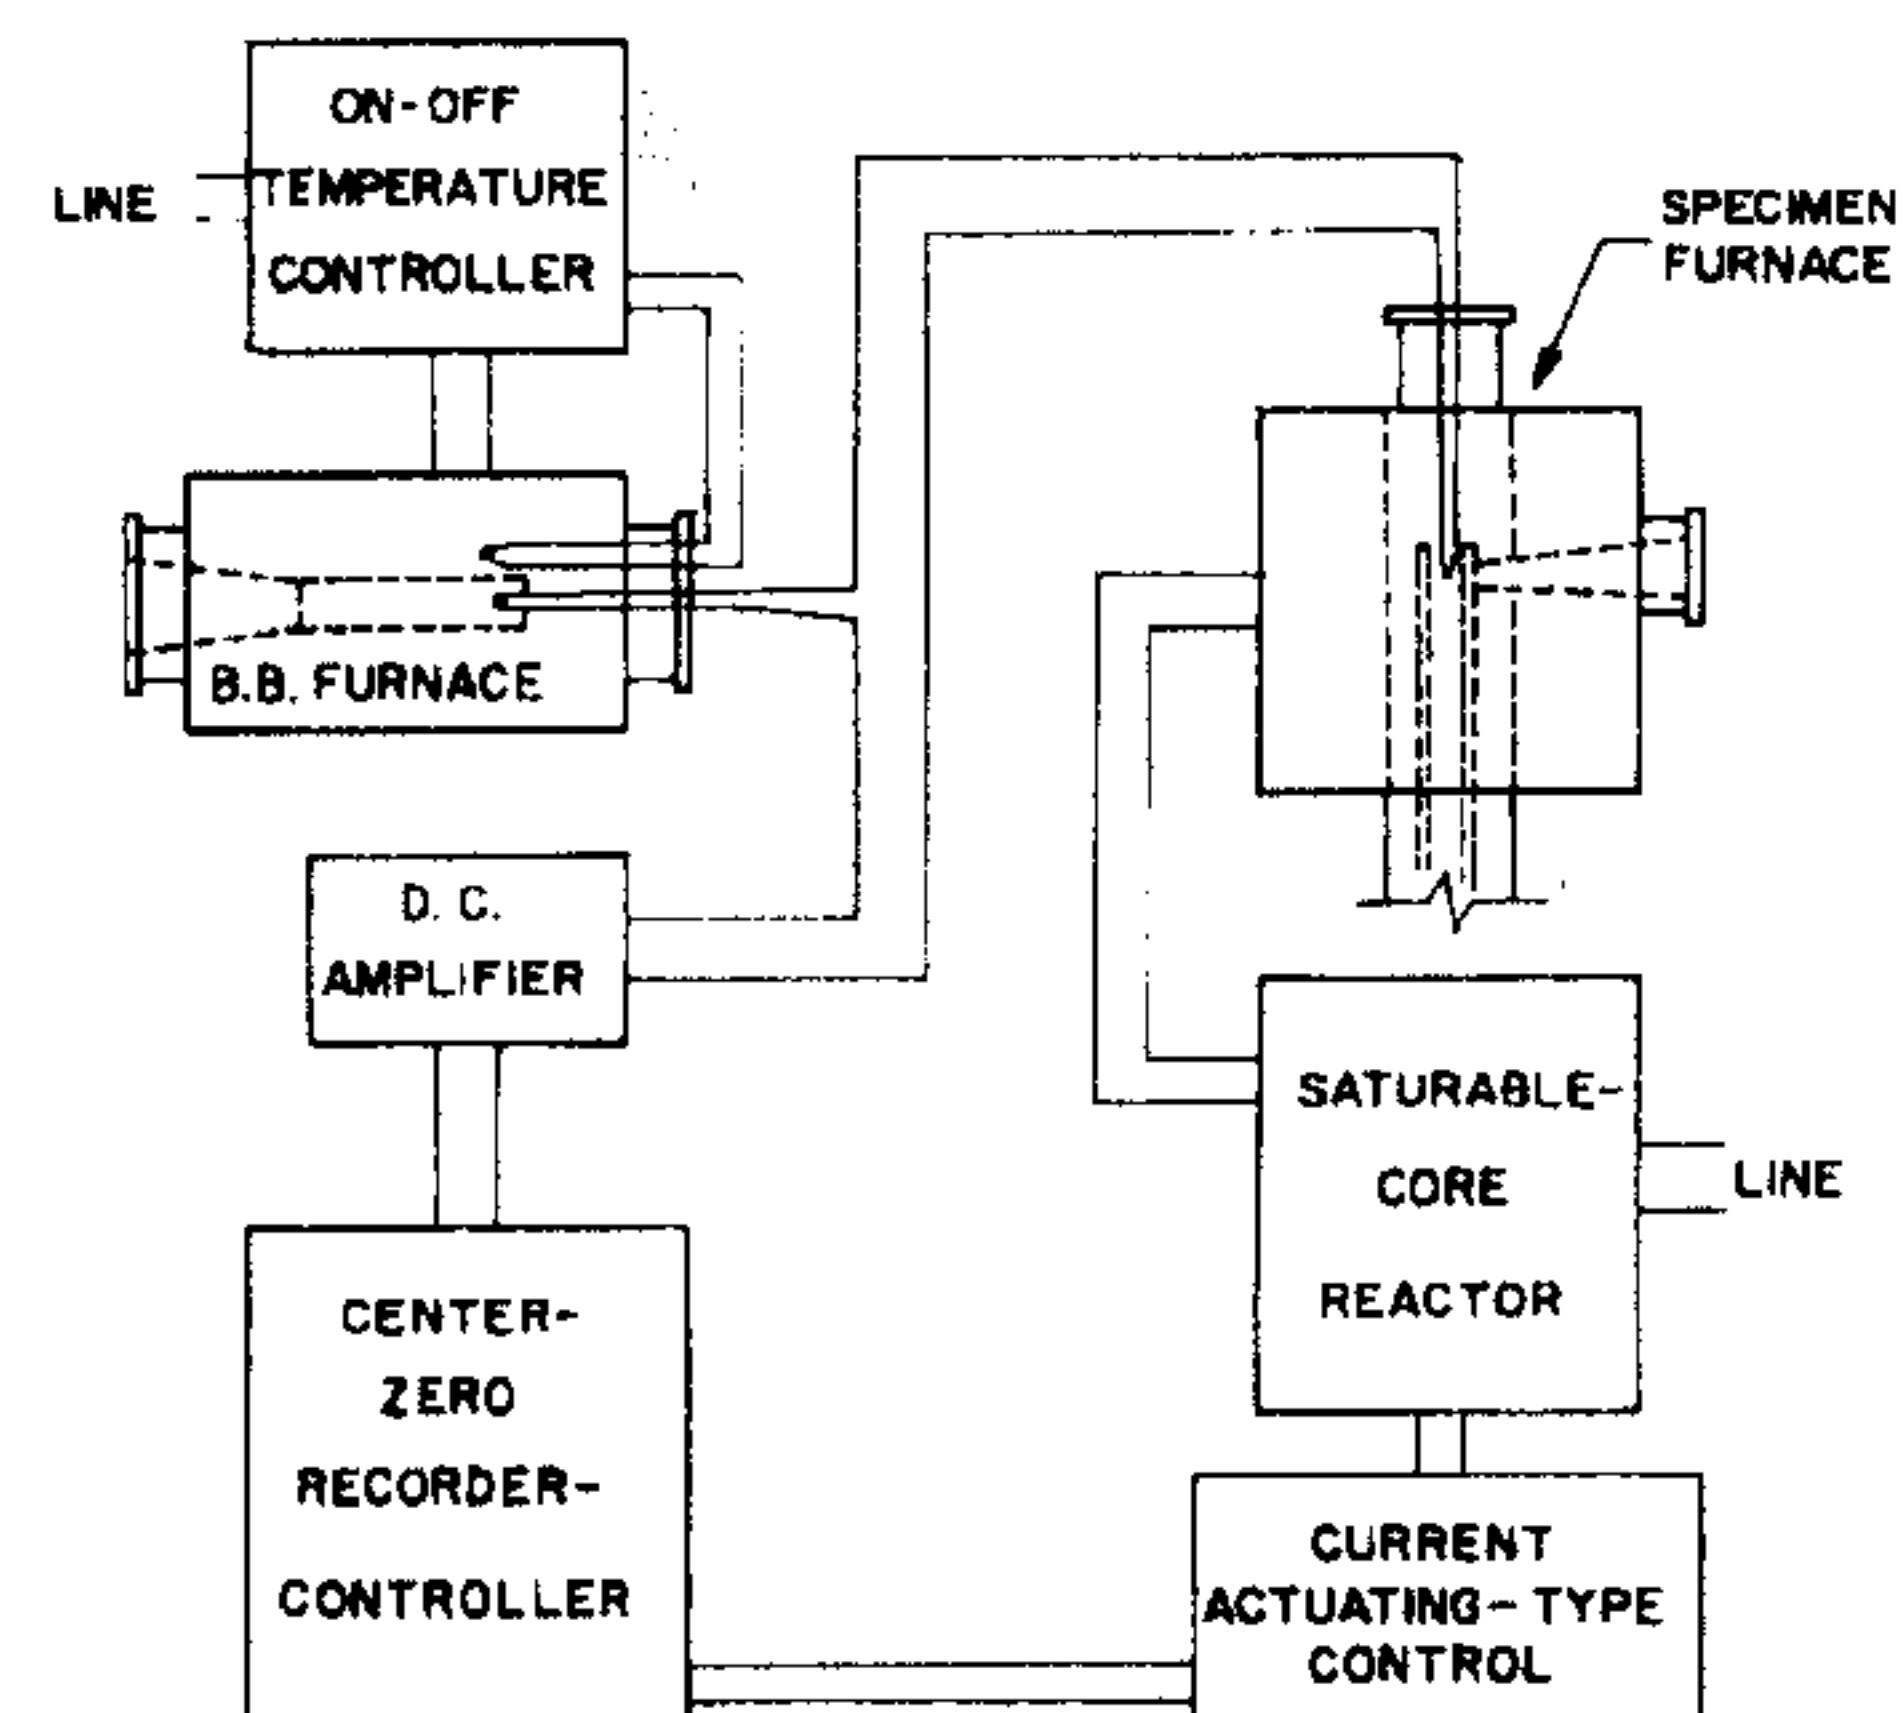 ON-OFF
TEMPERATURE
CONTROLLER
LINE
SPECIMEN
FURNACE
B.B. FURNACE
D. C.
AMPLIFIER
SATURABLE-
CORE
REACTOR
LINE
CENTER-
ZERO
RECORDER-
CONTROLLER
CURRENT
ACTUATING-TYPE
CONTROL